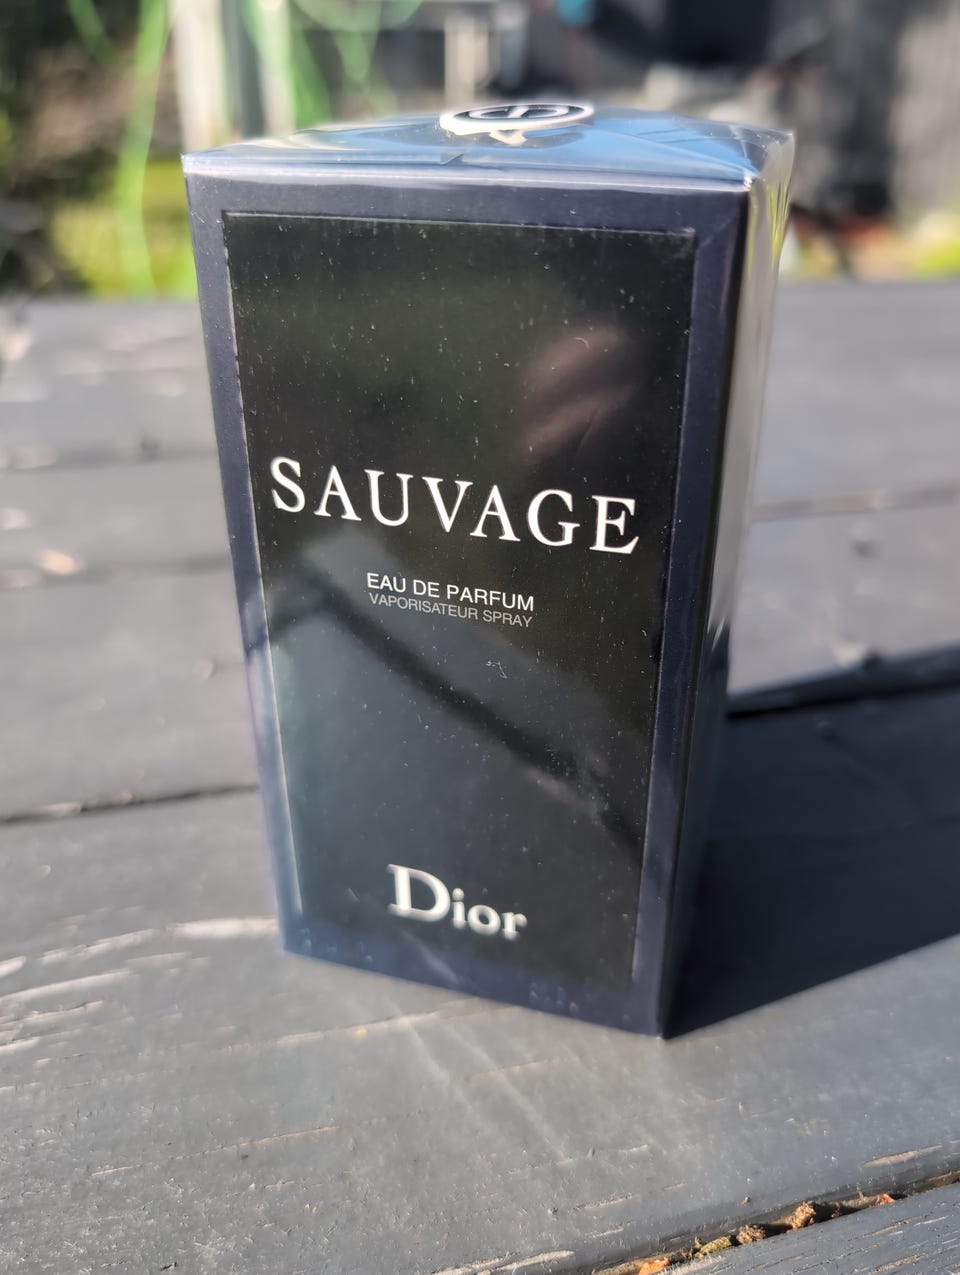 SAUVAGE
EAU DE PARFUM
VAPORISATEUR SPRAY
Dior